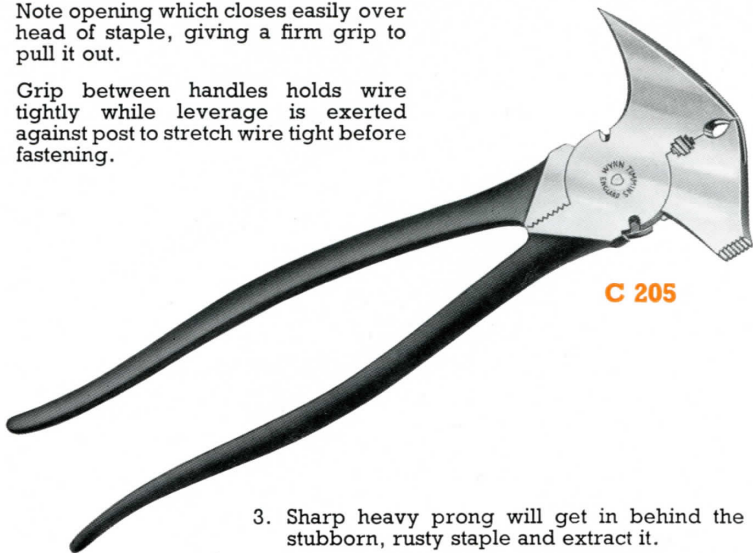 Note opening which closes easily over
head of staple, giving a firm grip to
pull it out.
Grip between handles holds wire
tightly while leverage is exerted
against post to stretch wire tight before
fastening.
WYNN TIMMINS
ENGLAND
C 205
3. Sharp heavy prong will get in behind the
stubborn, rusty staple and extract it.